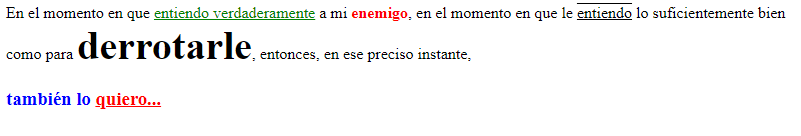 En el momento en que entiendo verdaderamente a mi enemigo, en el momento en que le entiendo lo suficientemente bien
como para derrotarle, entonces, en ese preciso instante,
también lo quiero...